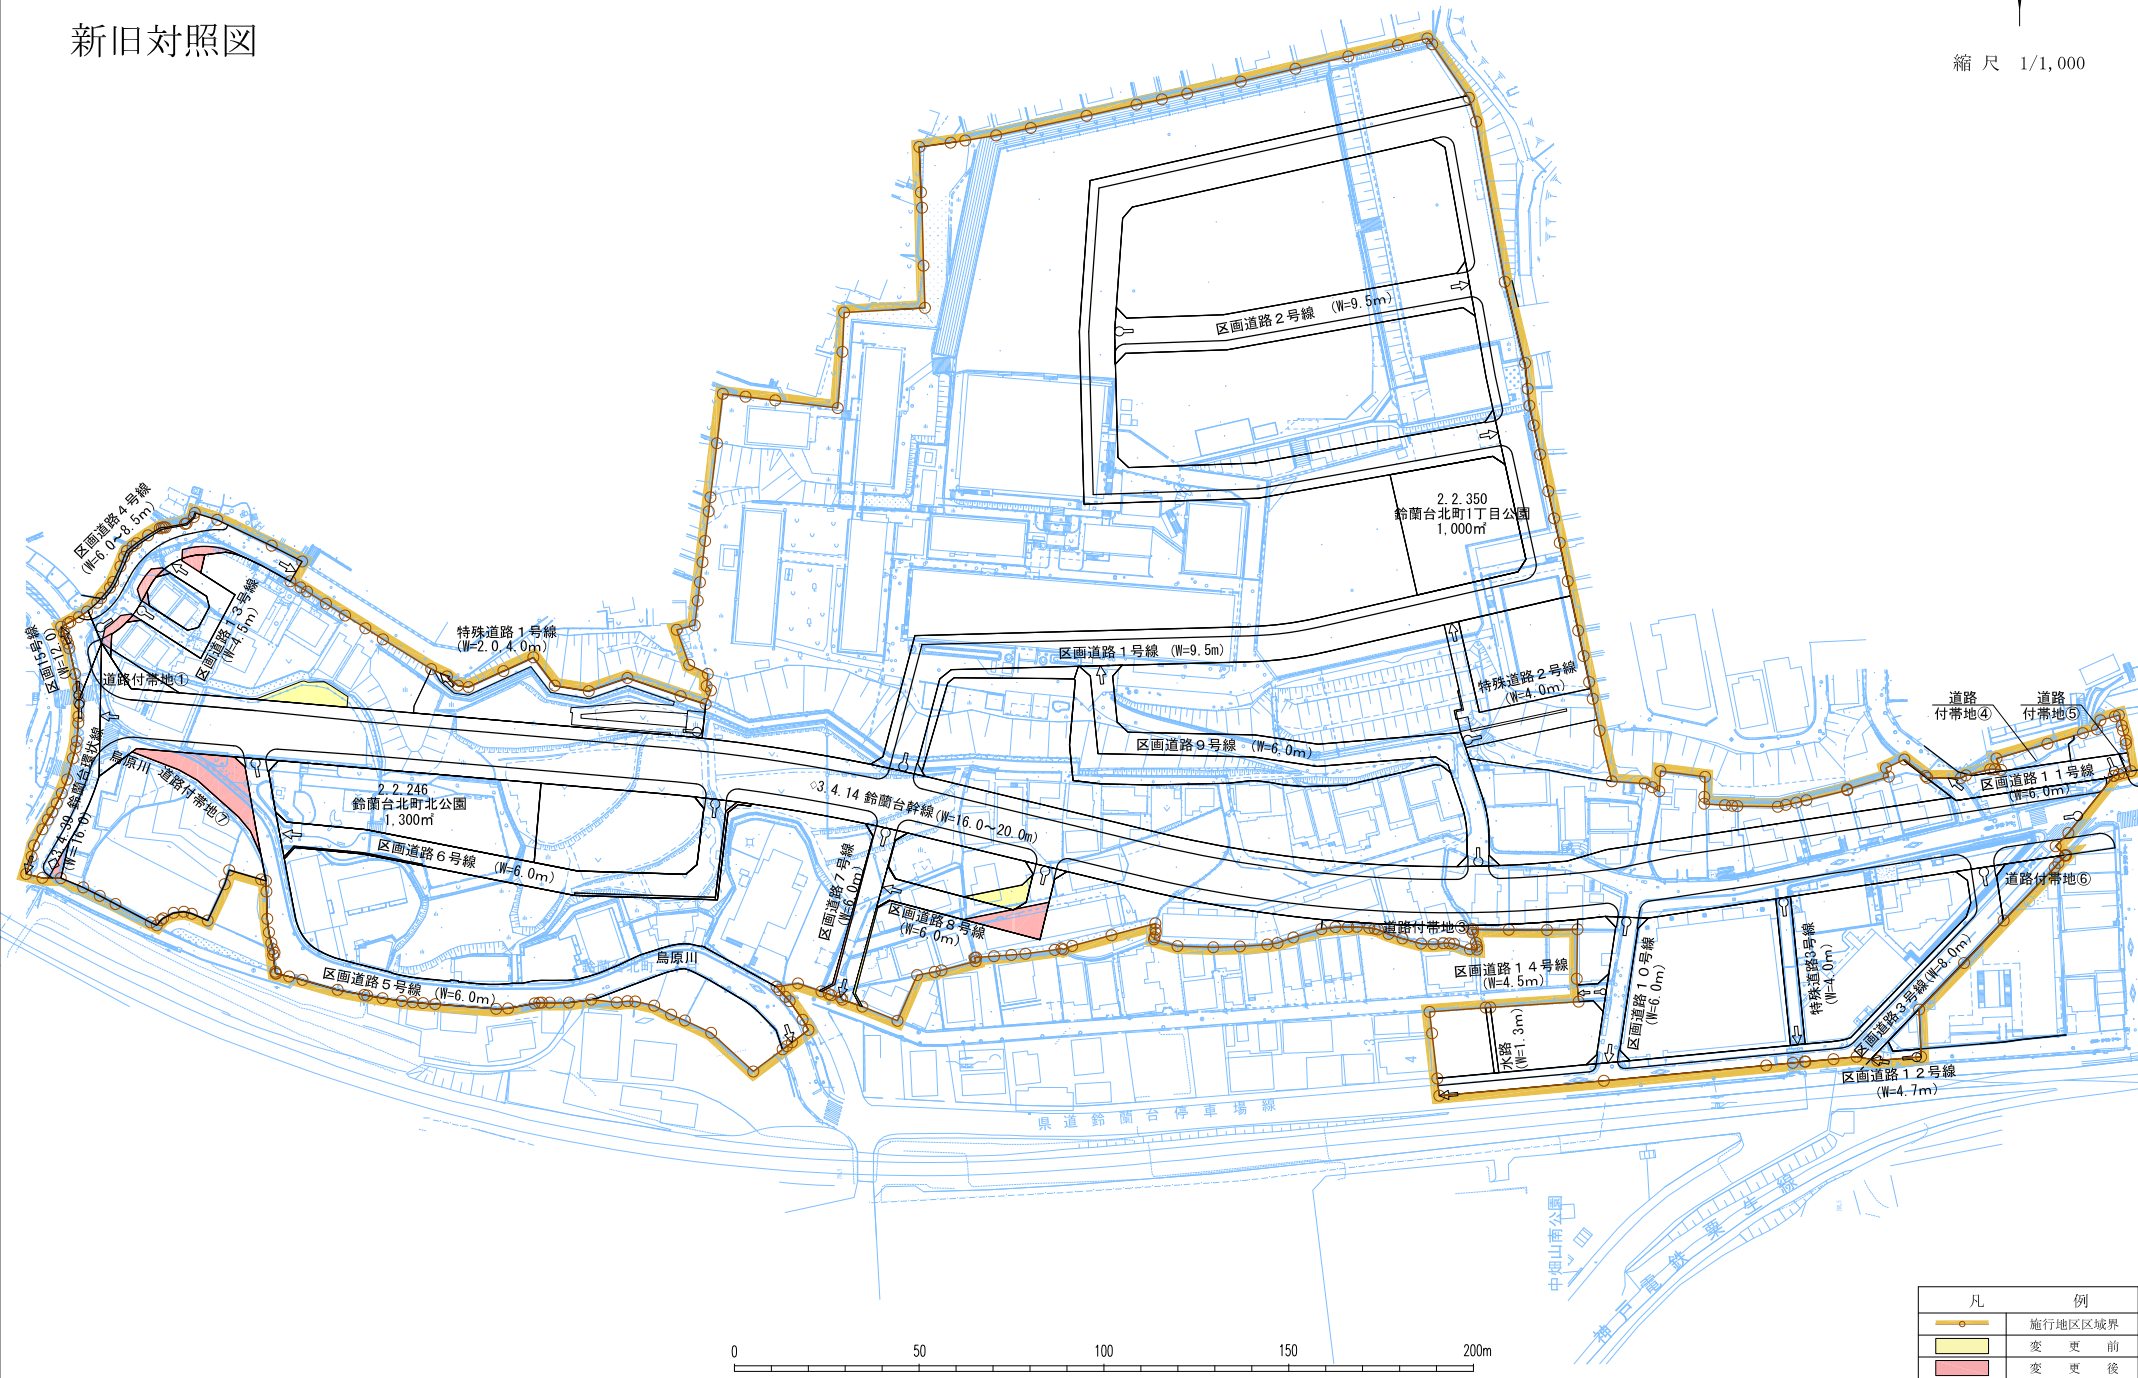 新旧対照図
縮 尺 1/1,000
区画道路2号線 (W=9.5m)
2.2.350
鈴蘭台北町1丁目公園
1,000㎡
区画道路4号線
(W=6.0~8.5m)
区画道路13号線
(W=4.5m)
特殊道路1号線
(W=2.0,4.0m)
区画道路1号線 (W=9.5m)
特殊道路2号線
(W=4.0m)
区画15号線
(W=12.0)
道路付帯地①
道路
付帯地④
道路
付帯地⑤
区画道路9号線 (W=6.0m)
3.4.99 鈴蘭台環状線
(W=16.0)
烏原川 道路付帯地⑦
2.2.246
鈴蘭台北町北公園
1,300㎡
◇3.4.14 鈴蘭台幹線(W=16.0~20.0m)
区画道路11号線
(W=6.0m)
区画道路6号線 (W=6.0m)
区画道路7号線
(W=6.0m)
区画道路8号線
(W=6.0m)
道路付帯地③
道路付帯地⑥
烏原川
区画道路5号線 (W=6.0m)
区画道路14号線
(W=4.5m)
区画道路10号線
(W=6.0m)
特殊道路3号線
(W=4.0m)
区画道路3号線(W=8.0m)
水路
(W=1.3m)
区画道路12号線
(W=4.7m)
県道鈴蘭台停車場線
中畑山南公園
神戸電鉄粟生線
0 50 100 150 200m
凡 例
施行地区区域界
変 更 前
変 更 後